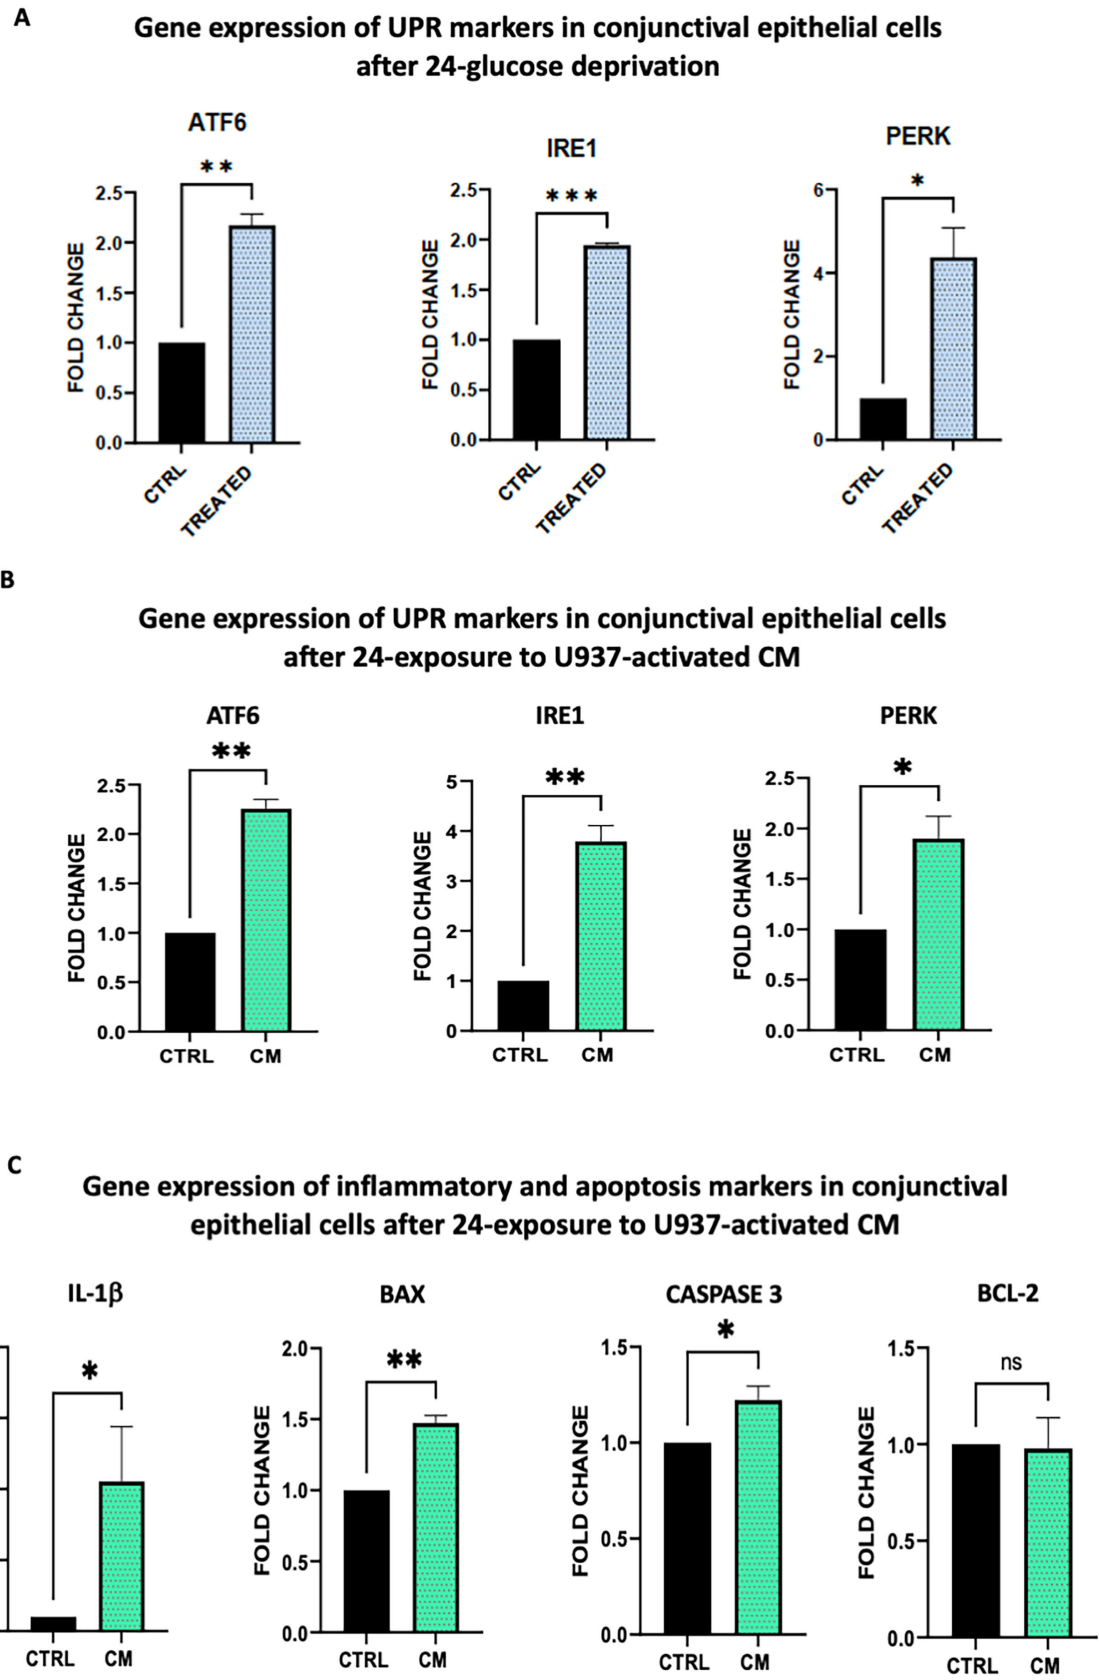 A
Gene expression of UPR markers in conjunctival epithelial cells
after 24-glucose deprivation
ATF6
**
FOLD CHANGE
2.5
2.0
1.5
1.0
0.5
0.0
CTRL
TREATED
IRE1
***
FOLD CHANGE
2.5
2.0
1.5
1.0
0.5
0.0
CTRL
TREATED
PERK
*
FOLD CHANGE
6
4
2
0
CTRL
TREATED
B
Gene expression of UPR markers in conjunctival epithelial cells
after 24-exposure to U937-activated CM
ATF6
**
FOLD CHANGE
2.5
2.0
1.5
1.0
0.5
0.0
CTRL
CM
IRE1
**
FOLD CHANGE
5
4
3
2
1
0
CTRL
CM
PERK
*
FOLD CHANGE
2.5
2.0
1.5
1.0
0.5
0.0
CTRL
CM
C
Gene expression of inflammatory and apoptosis markers in conjunctival
epithelial cells after 24-exposure to U937-activated CM
IL-1β
*
CTRL
CM
BAX
**
FOLD CHANGE
2.0
1.5
1.0
0.5
0.0
CTRL
CM
CASPASE 3
*
FOLD CHANGE
1.5
1.0
0.5
0.0
CTRL
CM
BCL-2
ns
FOLD CHANGE
1.5
1.0
0.5
0.0
CTRL
CM